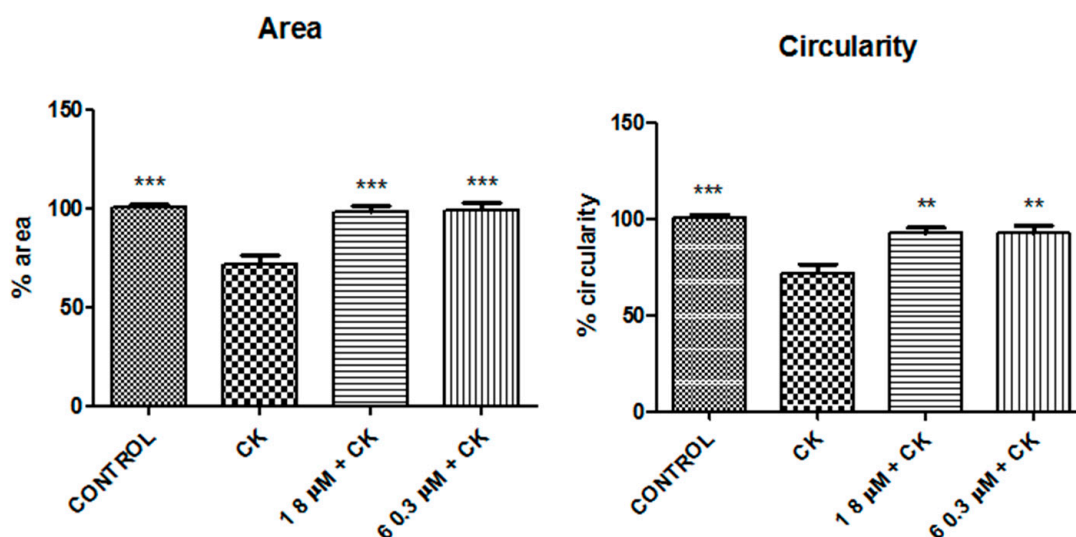 Area
% area
150
100
50
0
***
***
***
CONTROL
CK
1 8 µM + CK
6 0.3 µM + CK
Circularity
% circularity
150
100
50
0
***
**
**
CONTROL
CK
1 8 µM + CK
6 0.3 µM + CK